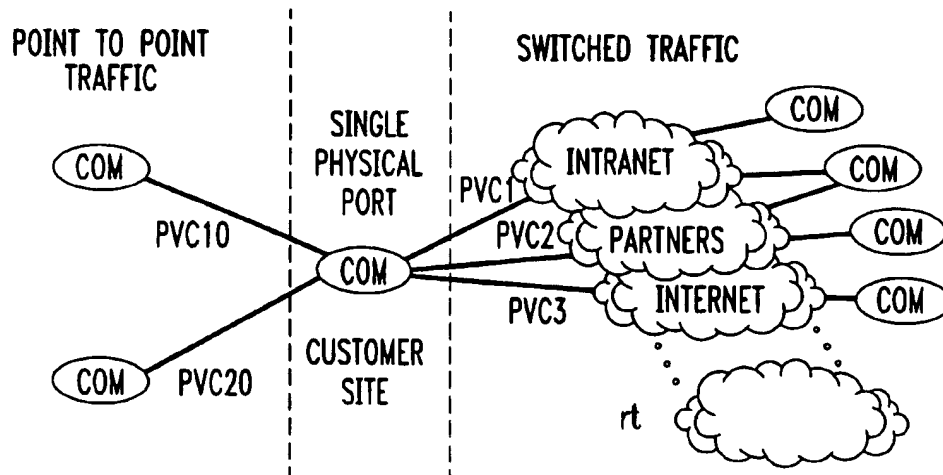 POINT TO POINT
TRAFFIC
SINGLE
PHYSICAL
PORT
SWITCHED TRAFFIC
COM
COM
COM
PVC10
PVC20
COM
CUSTOMER
SITE
PVC1
PVC2
PVC3
INTRANET
PARTNERS
INTERNET
COM
COM
COM
COM
rt